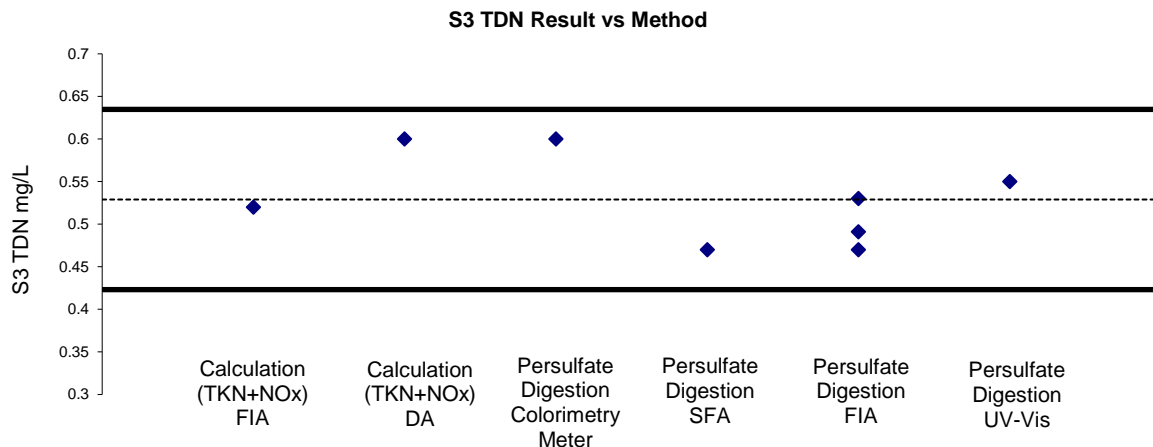 S3 TDN Result vs Method
S3 TDN mg/L
0.7
0.65
0.6
0.55
0.5
0.45
0.4
0.35
0.3
Calculation
(TKN+NOx)
FIA
Calculation
(TKN+NOx)
DA
Persulfate
Digestion
Colorimetry
Meter
Persulfate
Digestion
SFA
Persulfate
Digestion
FIA
Persulfate
Digestion
UV-Vis